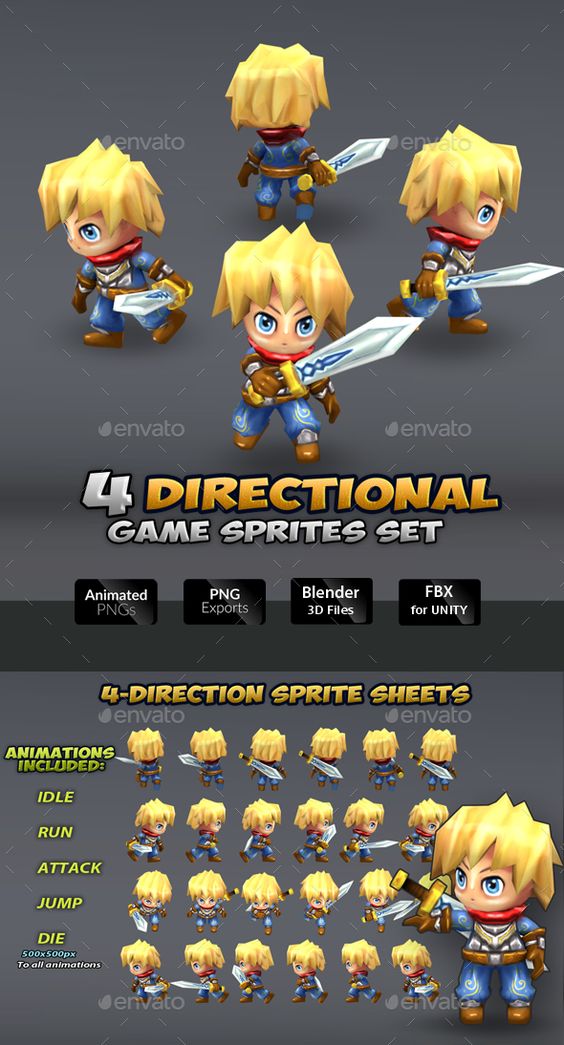 envato
envato
envato
envato
4 DIRECTIONAL
GAME SPRITES SET
Animated
PNGs
PNG
Exports
Blender
3D Files
FBX
for UNITY
4-DIRECTION SPRITE SHEETS
envato
envato
ANIMATIONS
INCLUDED:
IDLE
RUN
ATTACK
JUMP
DIE
500x500px
To all animations
envato
envato